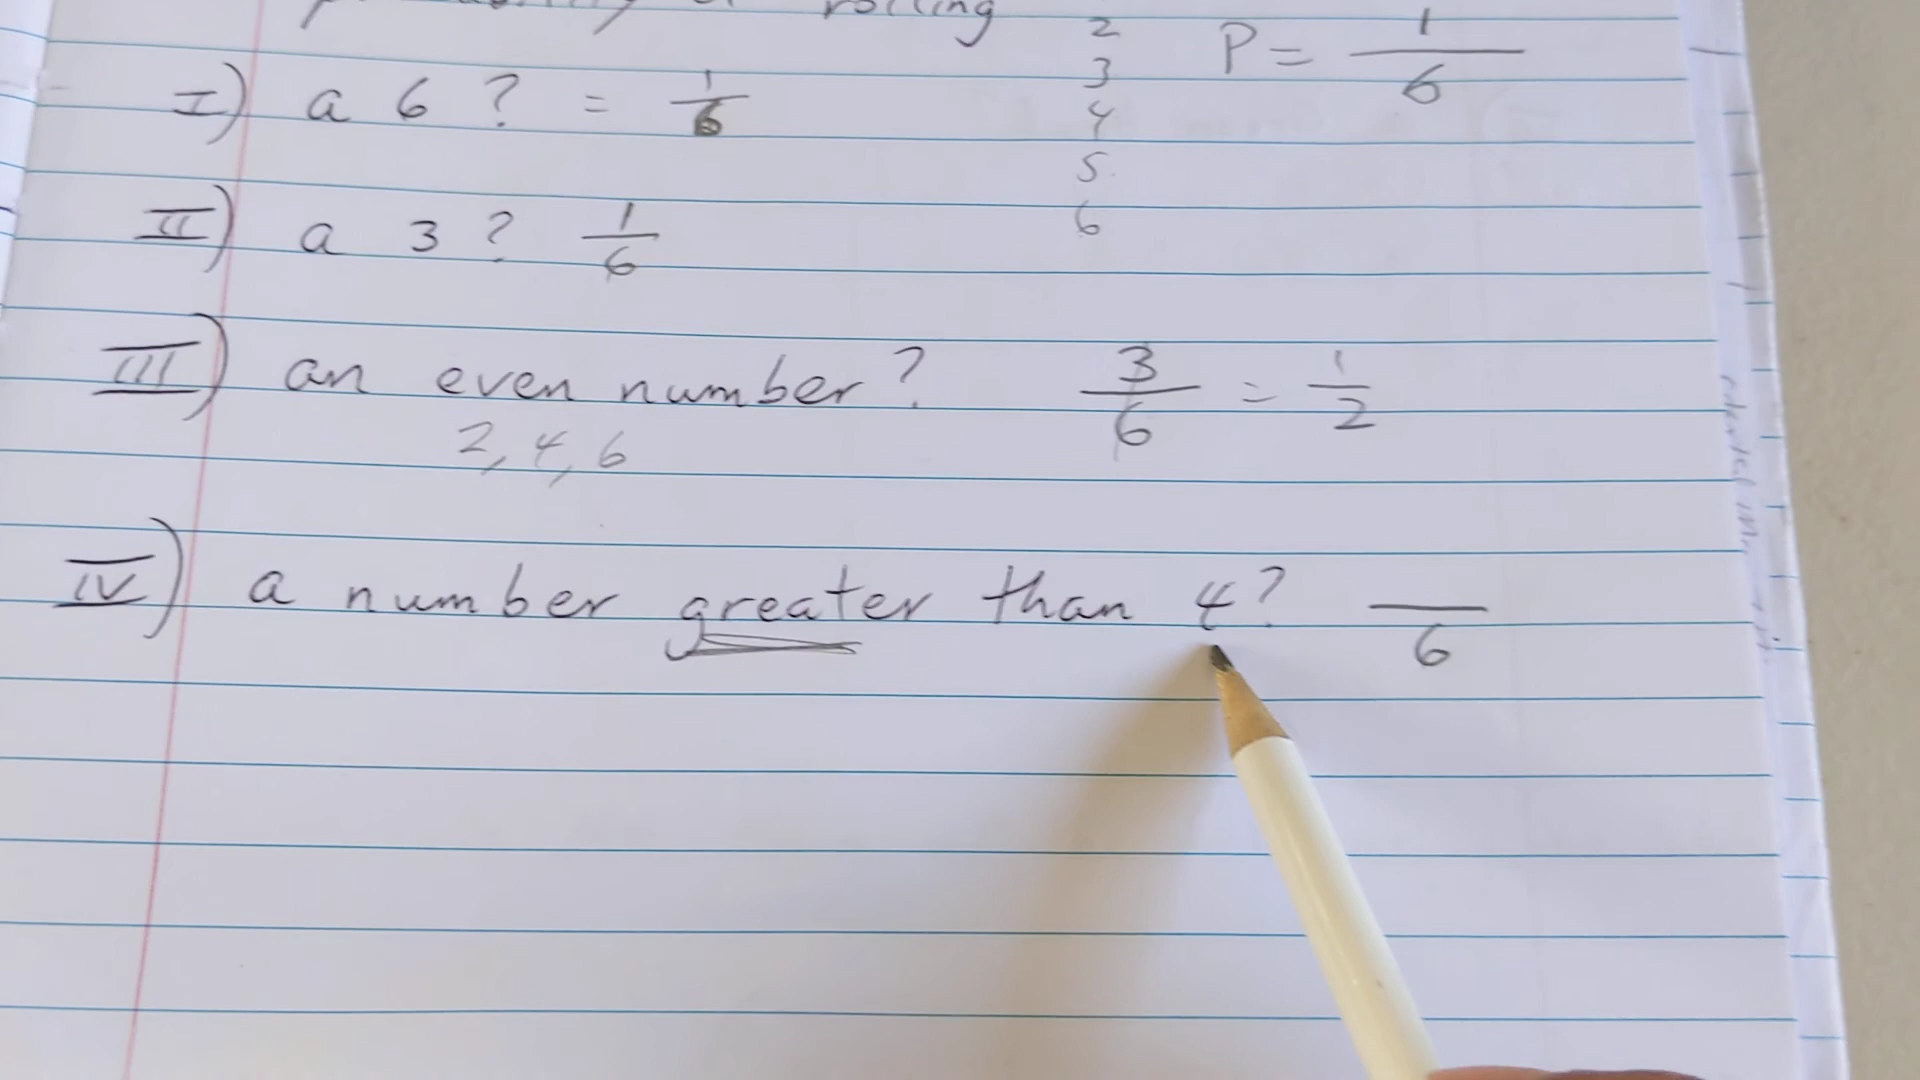 rolling
2
3
4
5
6
P = 1/6
I) a 6 ? = 1/6
II) a 3 ? 1/6
III) an even number ? 3/6 = 1/2
2, 4, 6
IV) a number greater than 4? /6